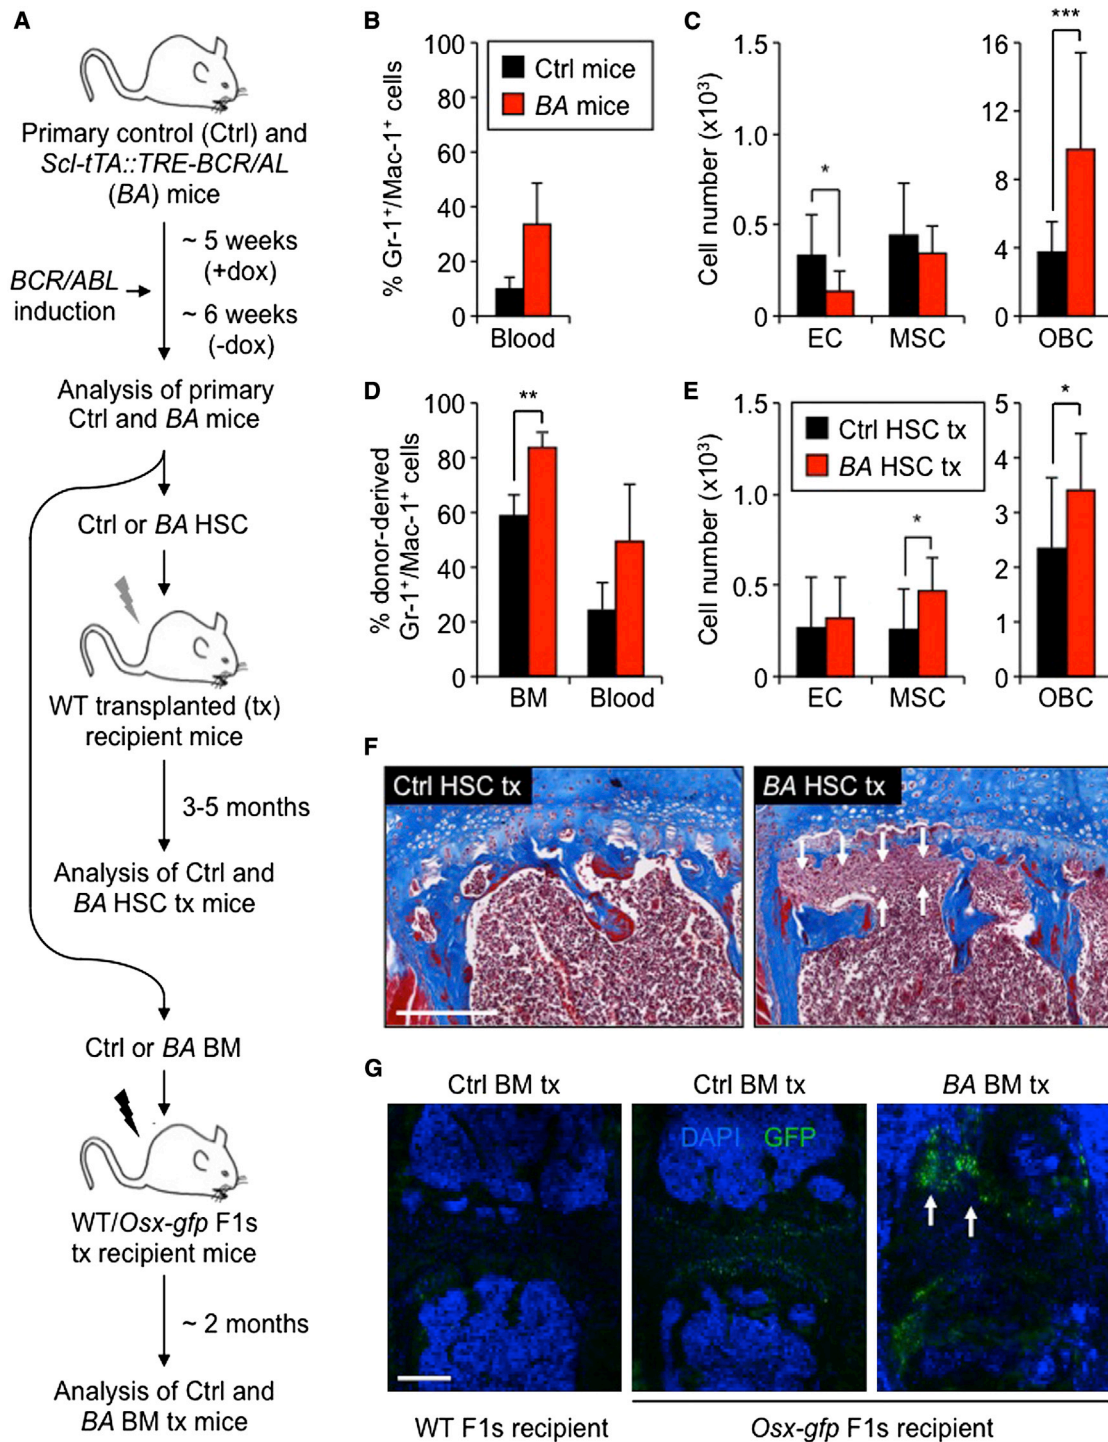 A
Primary control (Ctrl) and
Scl-tTA::TRE-BCR/AL
(BA) mice
~ 5 weeks
(+dox)
BCR/ABL
induction
~ 6 weeks
(-dox)
Analysis of primary
Ctrl and BA mice
Ctrl or BA HSC
WT transplanted (tx)
recipient mice
3-5 months
Analysis of Ctrl and
BA HSC tx mice
Ctrl or BA BM
WT/Osx-gfp F1s
tx recipient mice
~ 2 months
Analysis of Ctrl and
BA BM tx mice
B
% Gr-1⁺/Mac-1⁺ cells
100
80
60
40
20
0
Ctrl mice
BA mice
Blood
C
Cell number (x10³)
1.5
1.0
0.5
0
*
EC
MSC
16
12
8
4
0
***
OBC
D
% donor-derived
Gr-1⁺/Mac-1⁺ cells
100
80
60
40
20
0
**
BM
Blood
E
Cell number (x10³)
1.5
1.0
0.5
0
Ctrl HSC tx
BA HSC tx
*
EC
MSC
5
4
3
2
1
0
*
OBC
F
Ctrl HSC tx
BA HSC tx
G
Ctrl BM tx
Ctrl BM tx
BA BM tx
DAPI GFP
WT F1s recipient
Osx-gfp F1s recipient